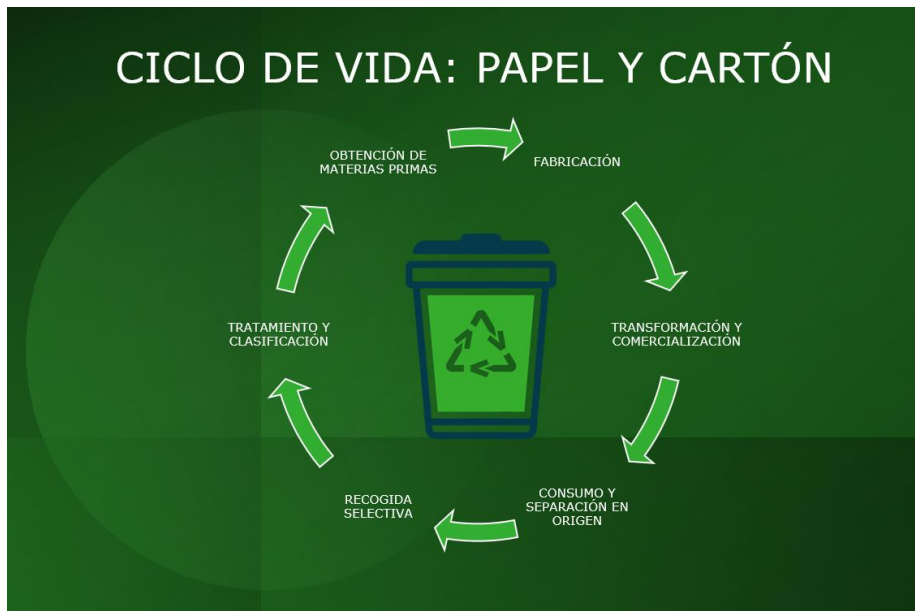 CICLO DE VIDA: PAPEL Y CARTÓN
OBTENCIÓN DE
MATERIAS PRIMAS
FABRICACIÓN
TRANSFORMACIÓN Y
COMERCIALIZACIÓN
CONSUMO Y
SEPARACIÓN EN
ORIGEN
RECOGIDA
SELECTIVA
TRATAMIENTO Y
CLASIFICACIÓN